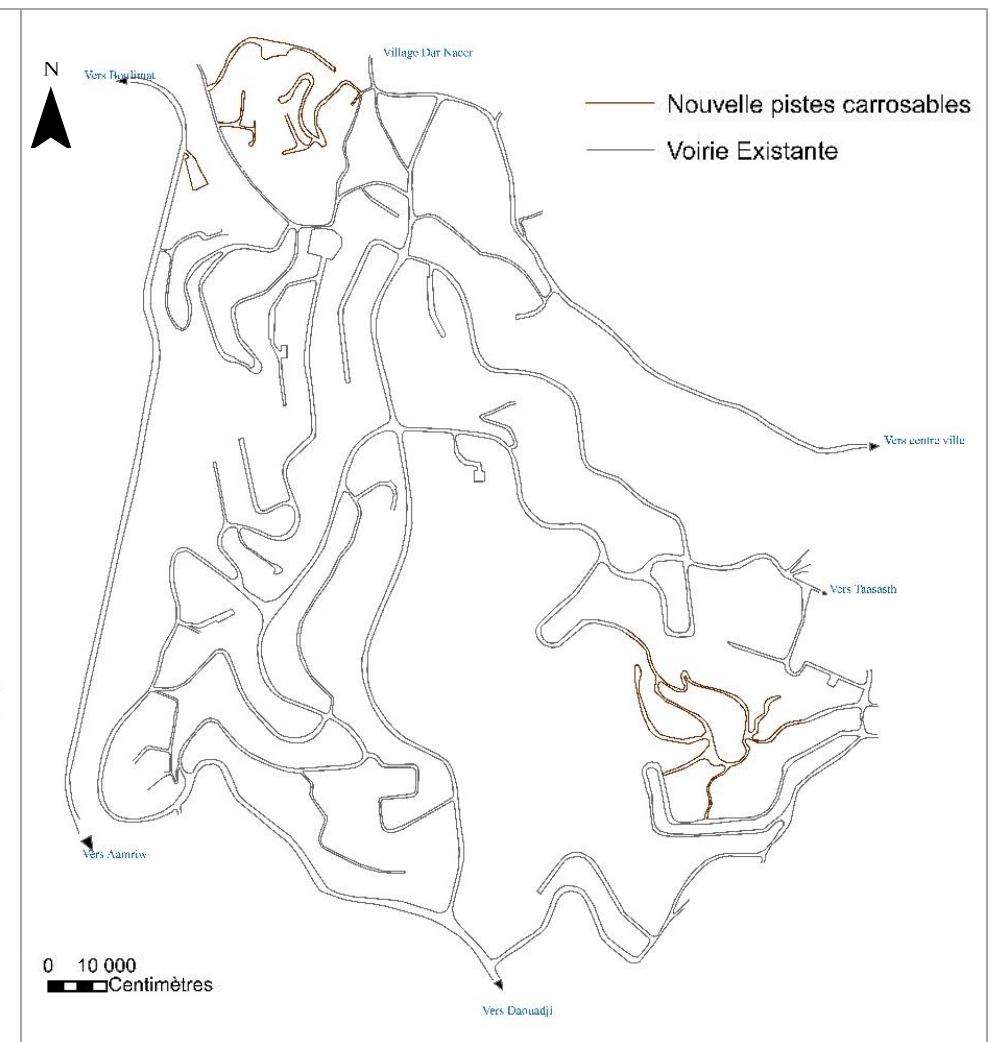 Village Dar Nacer
N
Vers Boulimat
Nouvelle pistes carrosables
Voirie Existante
Vers centre ville
Vers Taasasth
Vers Aamriw
0 10 000
Centimètres
Vers Daouadji